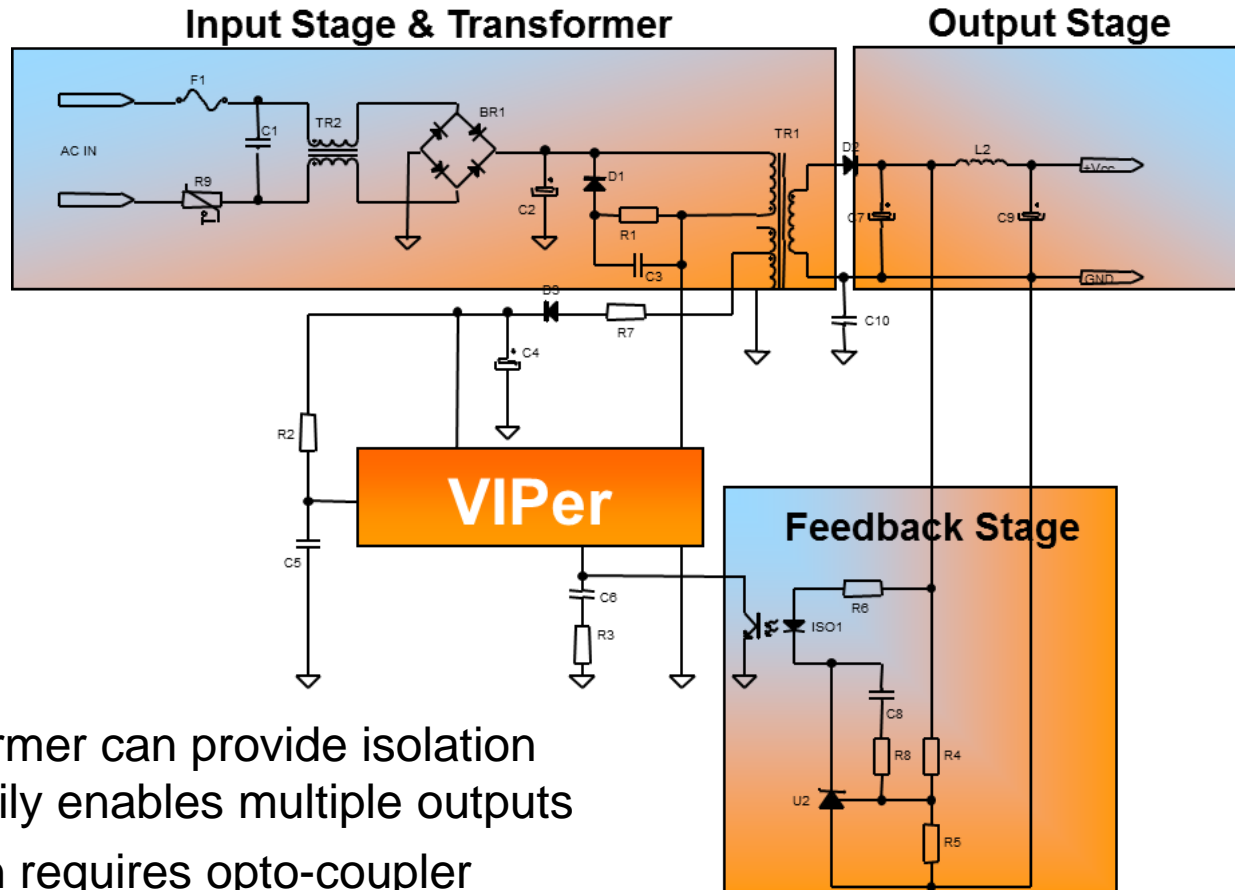 Input Stage & Transformer
Output Stage
F1
C1
TR2
BR1
AC IN
R9
C2
D1
R1
C3
TR1
D2
L2
+Vcc
C7
C9
GND
D3
R7
C4
C10
R2
VIPer
C5
C6
R3
Feedback Stage
R6
ISO1
C8
R8
R4
U2
R5
rmer can provide isolation
ily enables multiple outputs
n requires opto-coupler